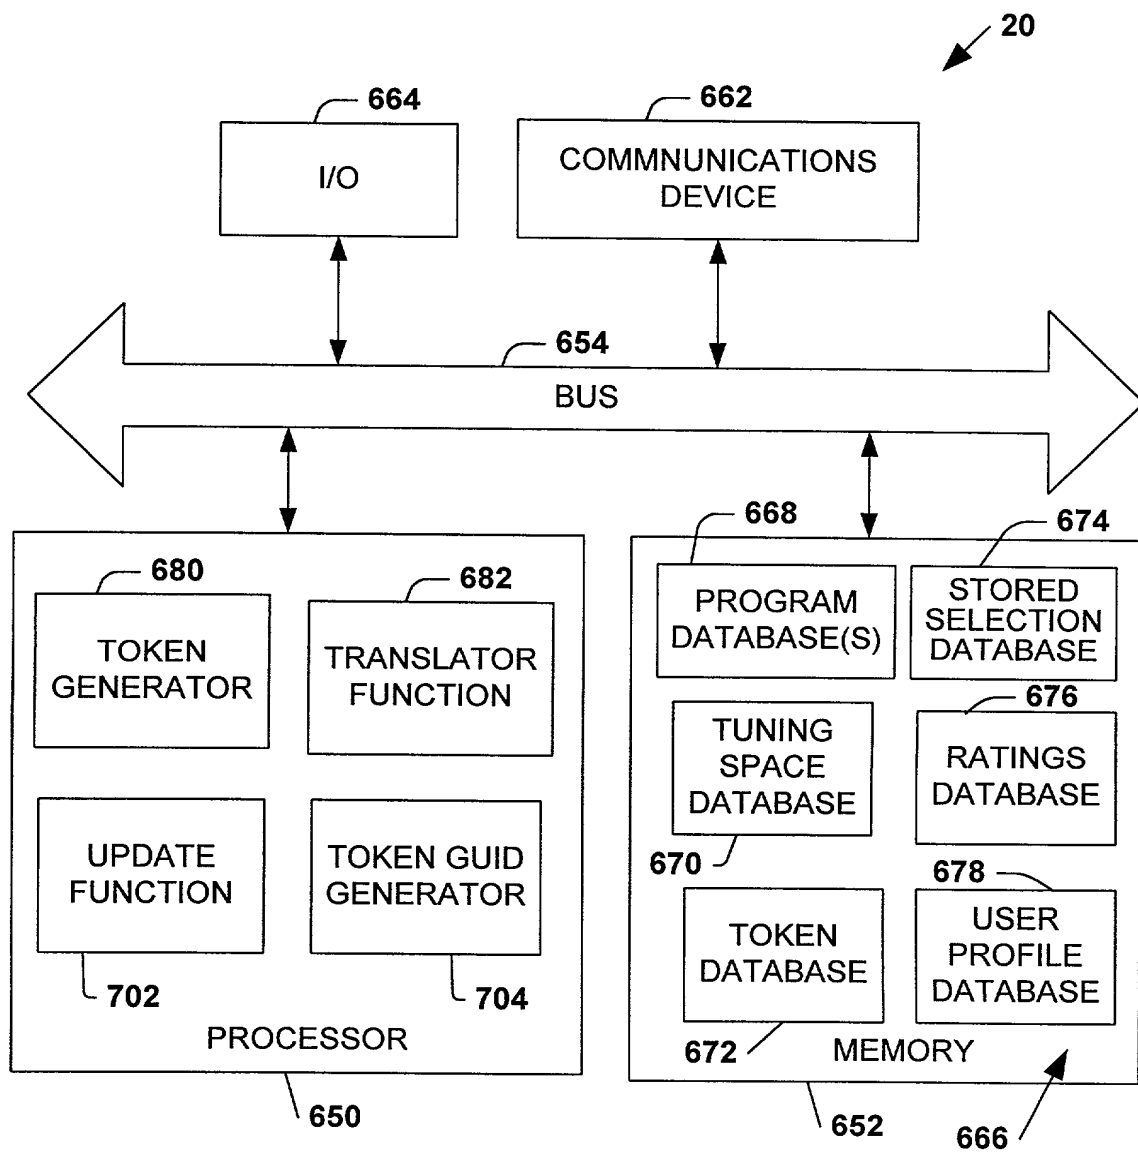 20
664
662
I/O
COMMNUNICATIONS
DEVICE
654
BUS
668
674
680
682
PROGRAM
DATABASE(S)
STORED
SELECTION
DATABASE
TOKEN
GENERATOR
TRANSLATOR
FUNCTION
676
TUNING
SPACE
DATABASE
RATINGS
DATABASE
670
UPDATE
FUNCTION
TOKEN GUID
GENERATOR
678
TOKEN
DATABASE
USER
PROFILE
DATABASE
702
704
672
PROCESSOR
MEMORY
650
652
666